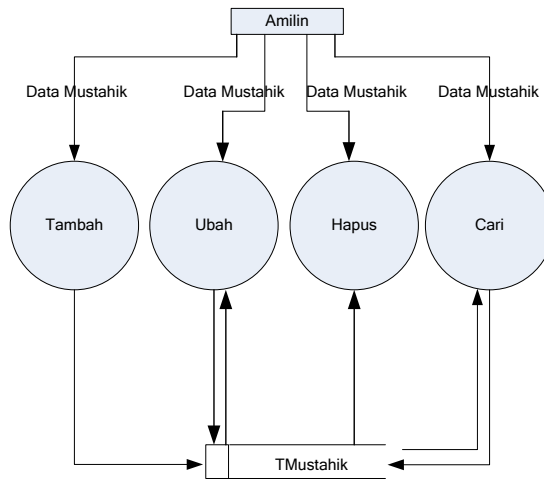 Amilin
Data Mustahik
Data Mustahik
Data Mustahik
Data Mustahik
Tambah
Ubah
Hapus
Cari
TMustahik